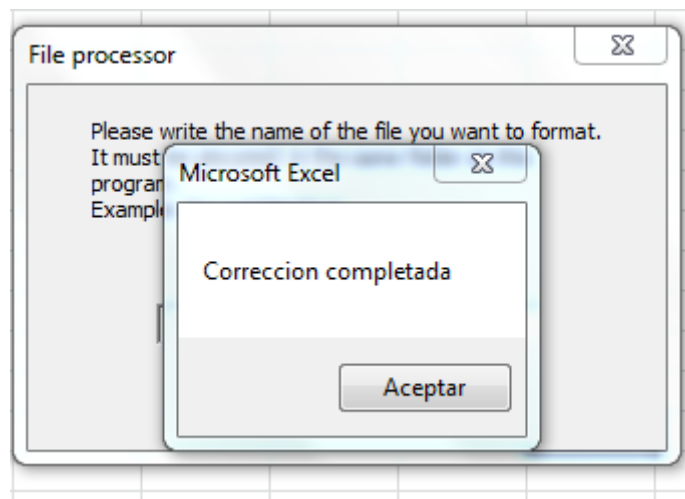 File processor
Please write the name of the file you want to format.
It must
program
Example
Microsoft Excel
Correccion completada
Aceptar